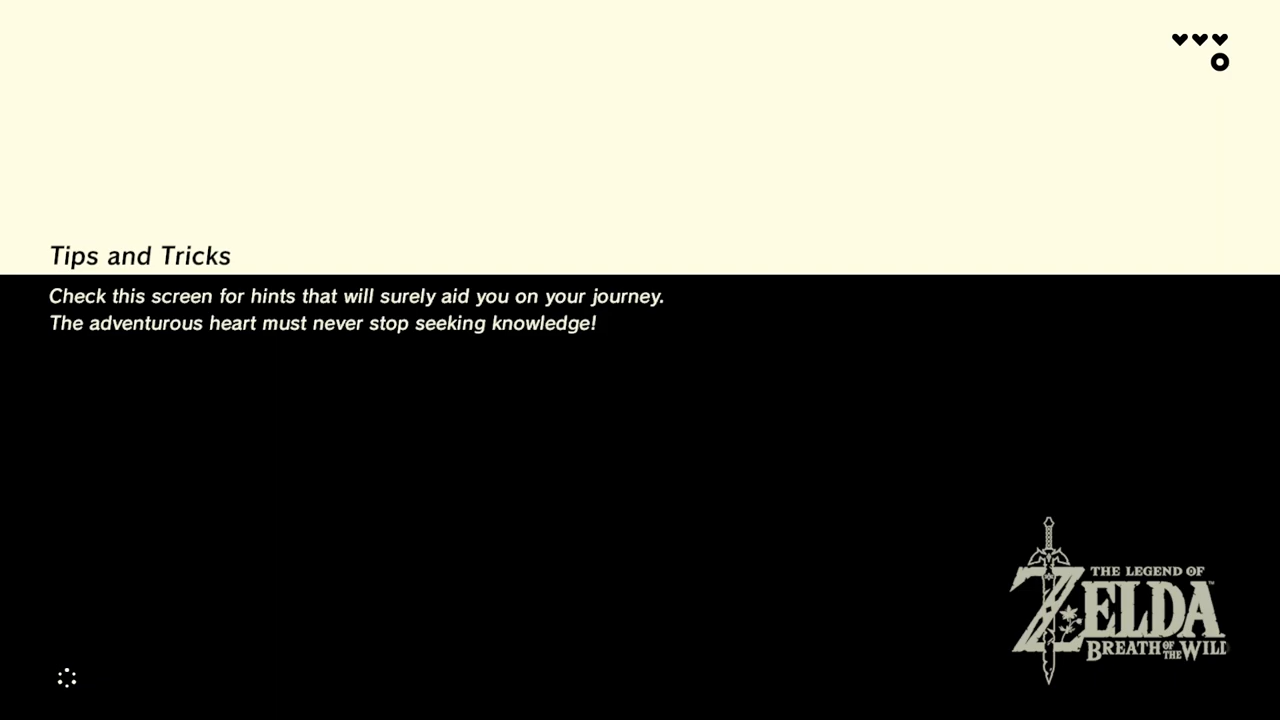 Tips and Tricks
Check this screen for hints that will surely aid you on your journey.
The adventurous heart must never stop seeking knowledge!
THE LEGEND OF
ZELDA
BREATH OF THE WILD